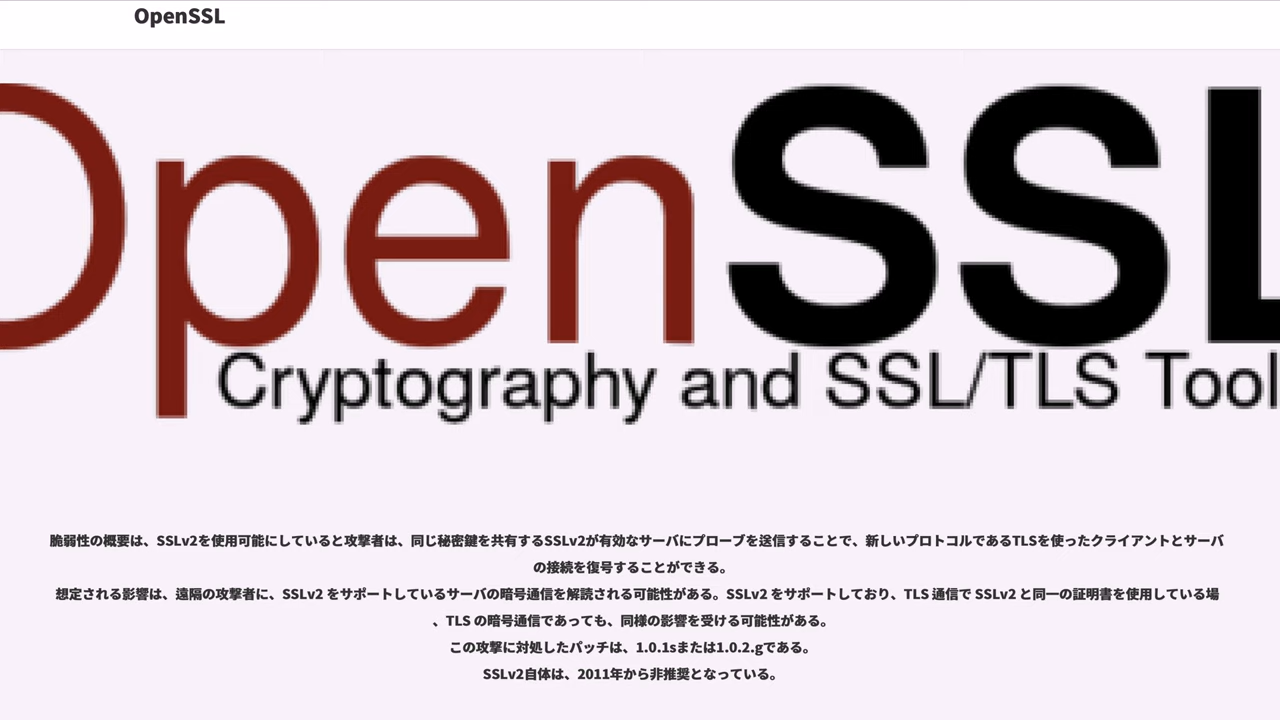 OpenSSL
OpenSSL
Cryptography and SSL/TLS Tool
脆弱性の概要は、SSLv2を使用可能にしていると攻撃者は、同じ秘密鍵を共有するSSLv2が有効なサーバにプローブを送信することで、新しいプロトコルであるTLSを使ったクライアントとサーバ
の接続を復号することができる。
想定される影響は、遠隔の攻撃者に、SSLv2 をサポートしているサーバの暗号通信を解読される可能性がある。SSLv2 をサポートしており、TLS 通信で SSLv2 と同一の証明書を使用している場
、TLS の暗号通信であっても、同様の影響を受ける可能性がある。
この攻撃に対処したパッチは、1.0.1sまたは1.0.2.gである。
SSLv2自体は、2011年から非推奨となっている。